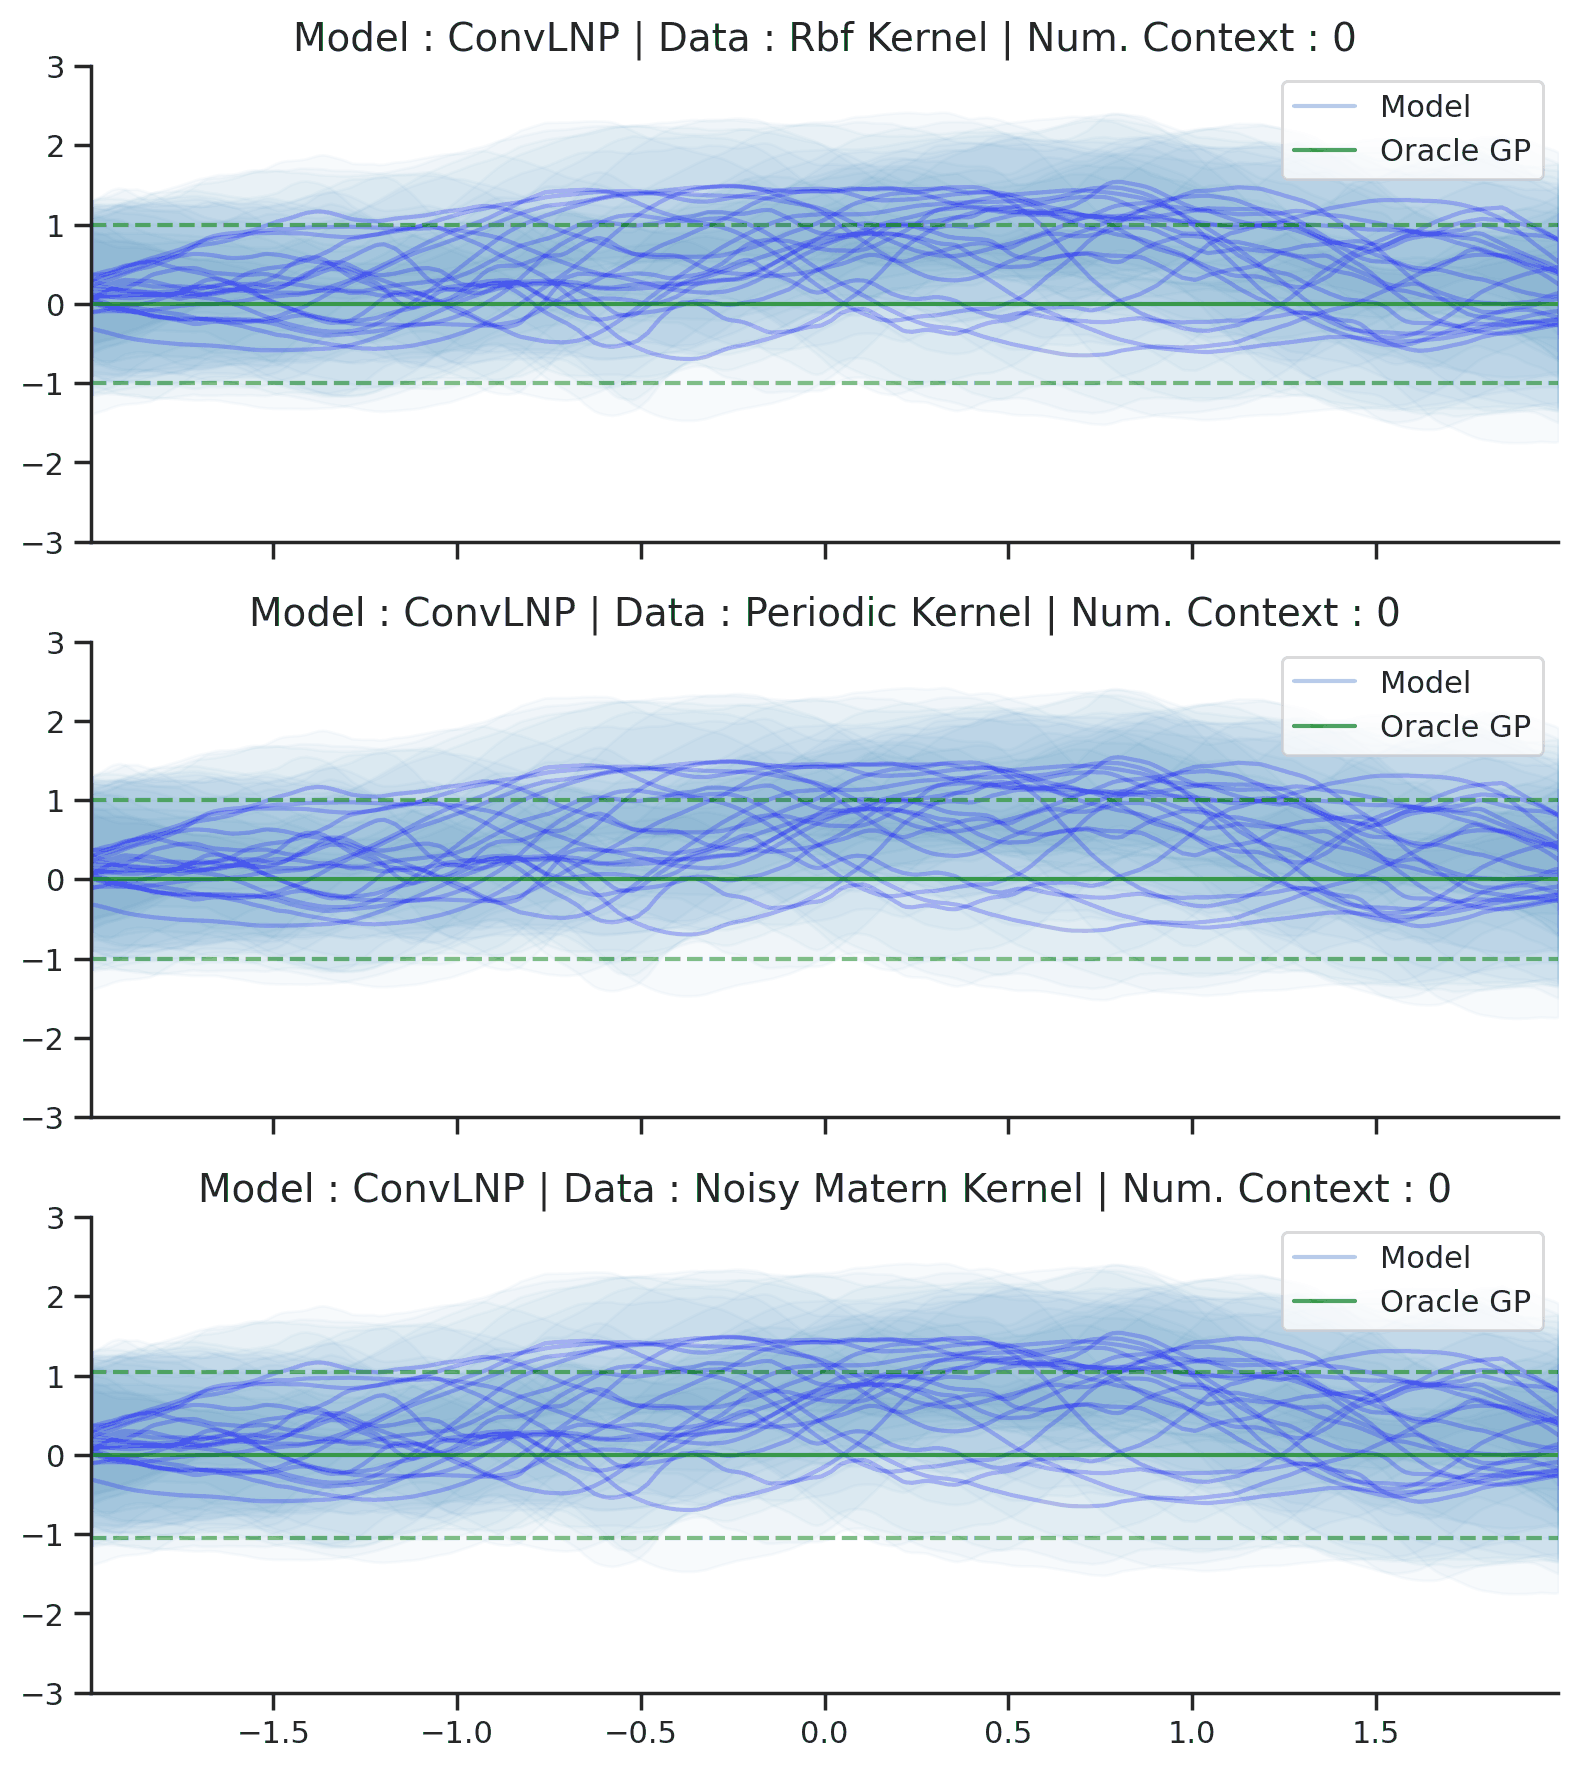 Model : ConvLNP | Data : Rbf Kernel | Num. Context : 0
3
2
1
0
−1
−2
−3
Model
Oracle GP
Model : ConvLNP | Data : Periodic Kernel | Num. Context : 0
3
2
1
0
−1
−2
−3
Model
Oracle GP
Model : ConvLNP | Data : Noisy Matern Kernel | Num. Context : 0
3
2
1
0
−1
−2
−3
Model
Oracle GP
−1.5 −1.0 −0.5 0.0 0.5 1.0 1.5